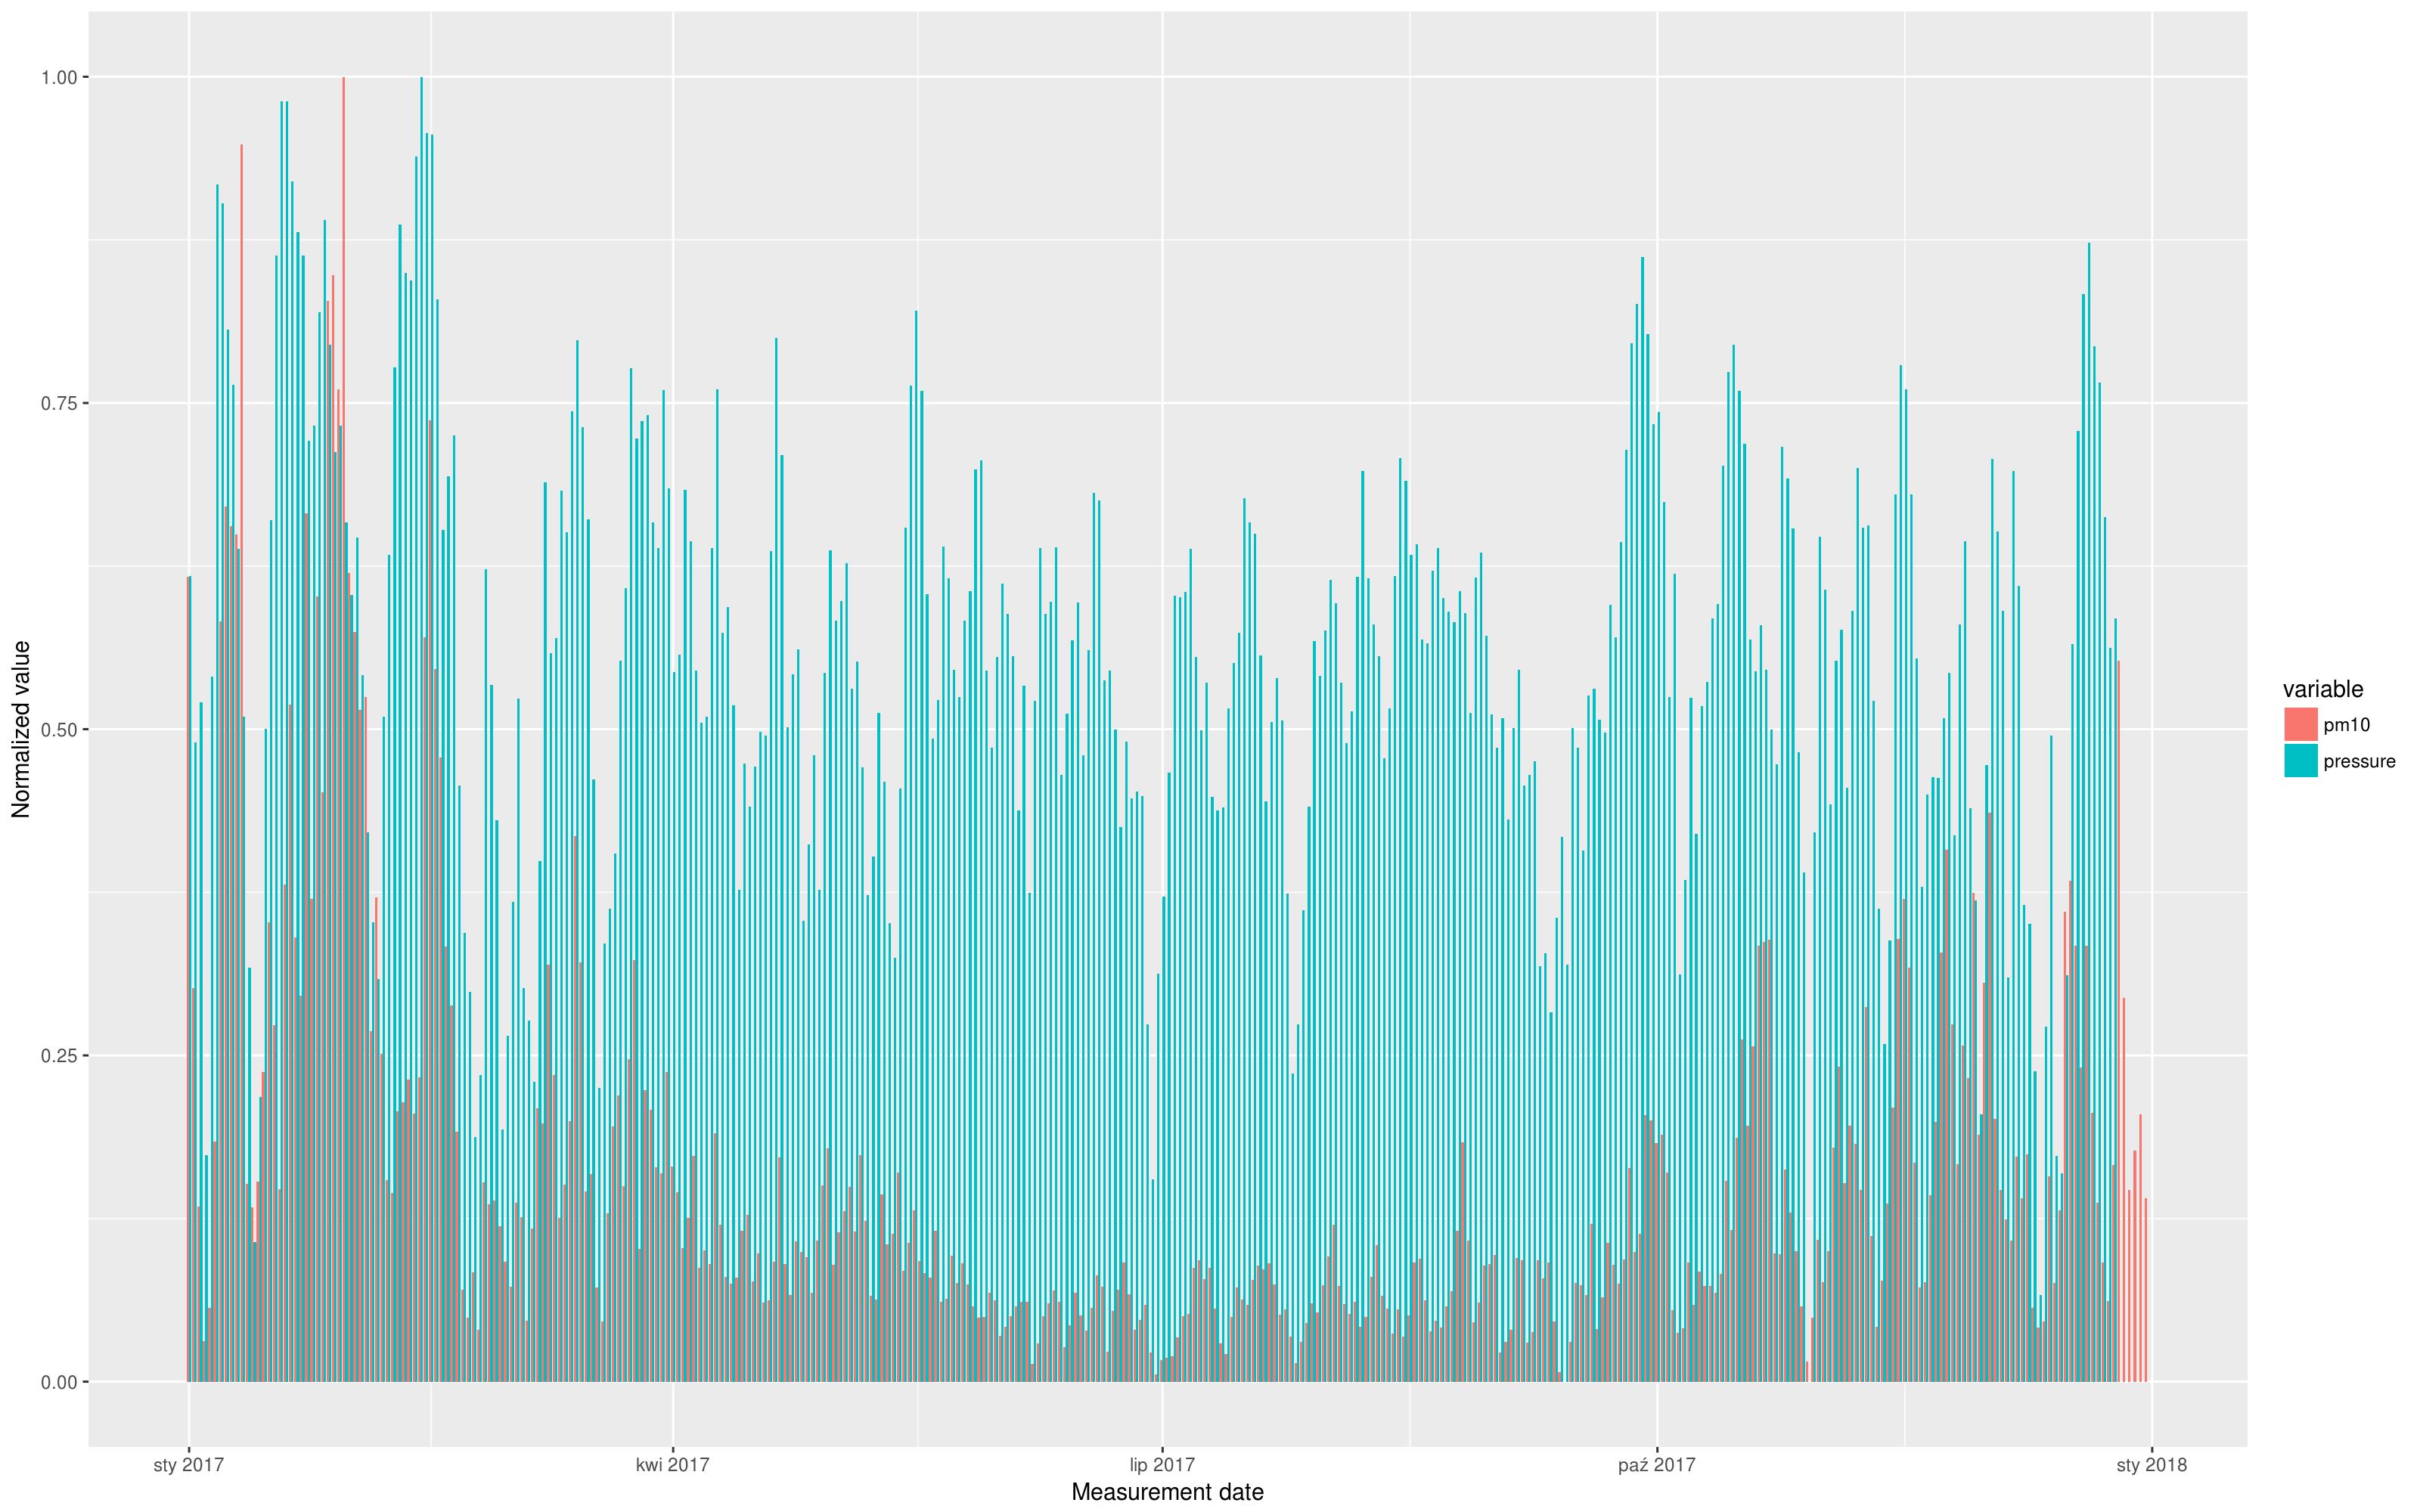 1.00
0.75
0.50
0.25
0.00
Normalized value
sty 2017
kwi 2017
lip 2017
paź 2017
sty 2018
Measurement date
variable
pm10
pressure